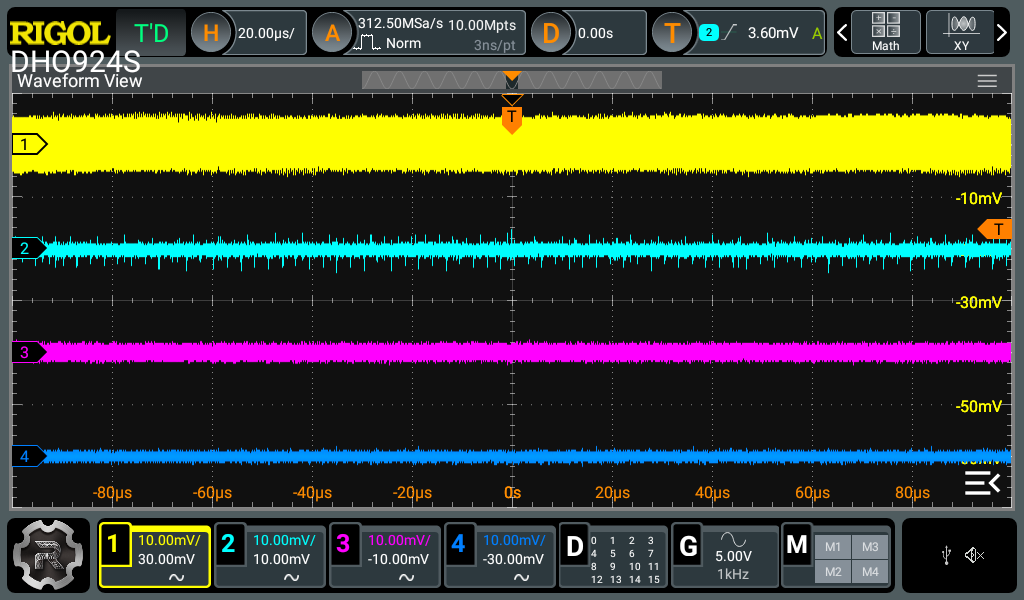 RIGOL T'D H 20.00µs/ A 312.50MSa/s 10.00Mpts D 0.00s T 2 3.60mV A Math XY
Norm 3ns/pt
DHO924S
Waveform View
T
1
-10mV
T
2
-30mV
3
-50mV
4
-80µs -60µs -40µs -20µs 0s 20µs 40µs 60µs 80µs
1 10.00mV/ 2 10.00mV/ 3 10.00mV/ 4 10.00mV/ D 0 1 2 3 G M M1 M3
30.00mV 10.00mV -10.00mV -30.00mV 4 5 6 7 5.00V
8 9 10 11 1kHz M2 M4
12 13 14 15